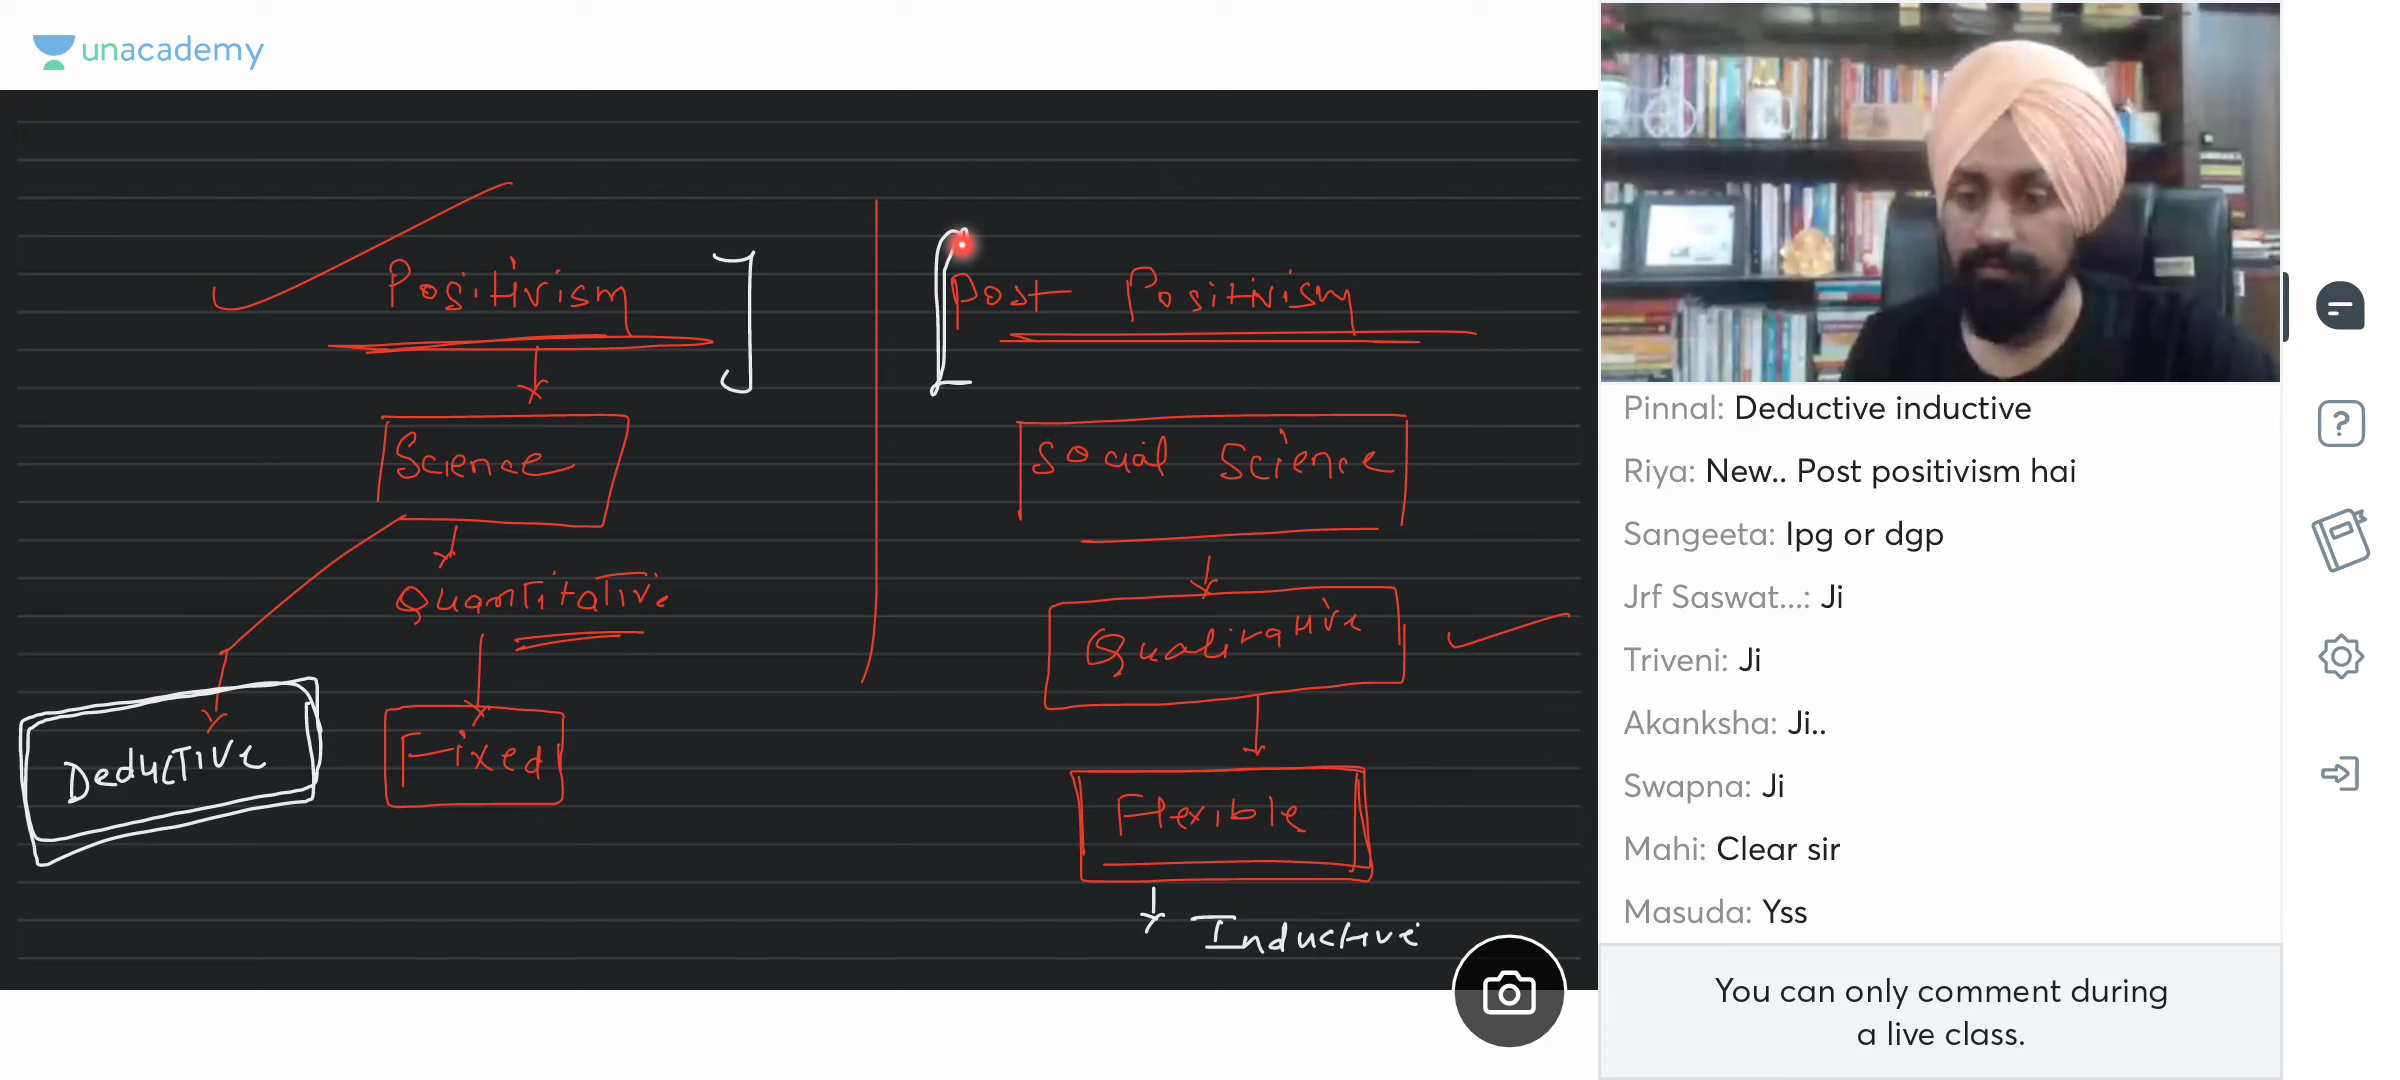 unacademy
Positivism
Science
Quantitative
Deductive
Fixed
Post Positivism
Social Science
Qualitative
Flexible
Inductive
Pinnal: Deductive inductive
Riya: New.. Post positivism hai
Sangeeta: Ipg or dgp
Jrf Saswat...: Ji
Triveni: Ji
Akanksha: Ji..
Swapna: Ji
Mahi: Clear sir
Masuda: Yss
You can only comment during
a live class.